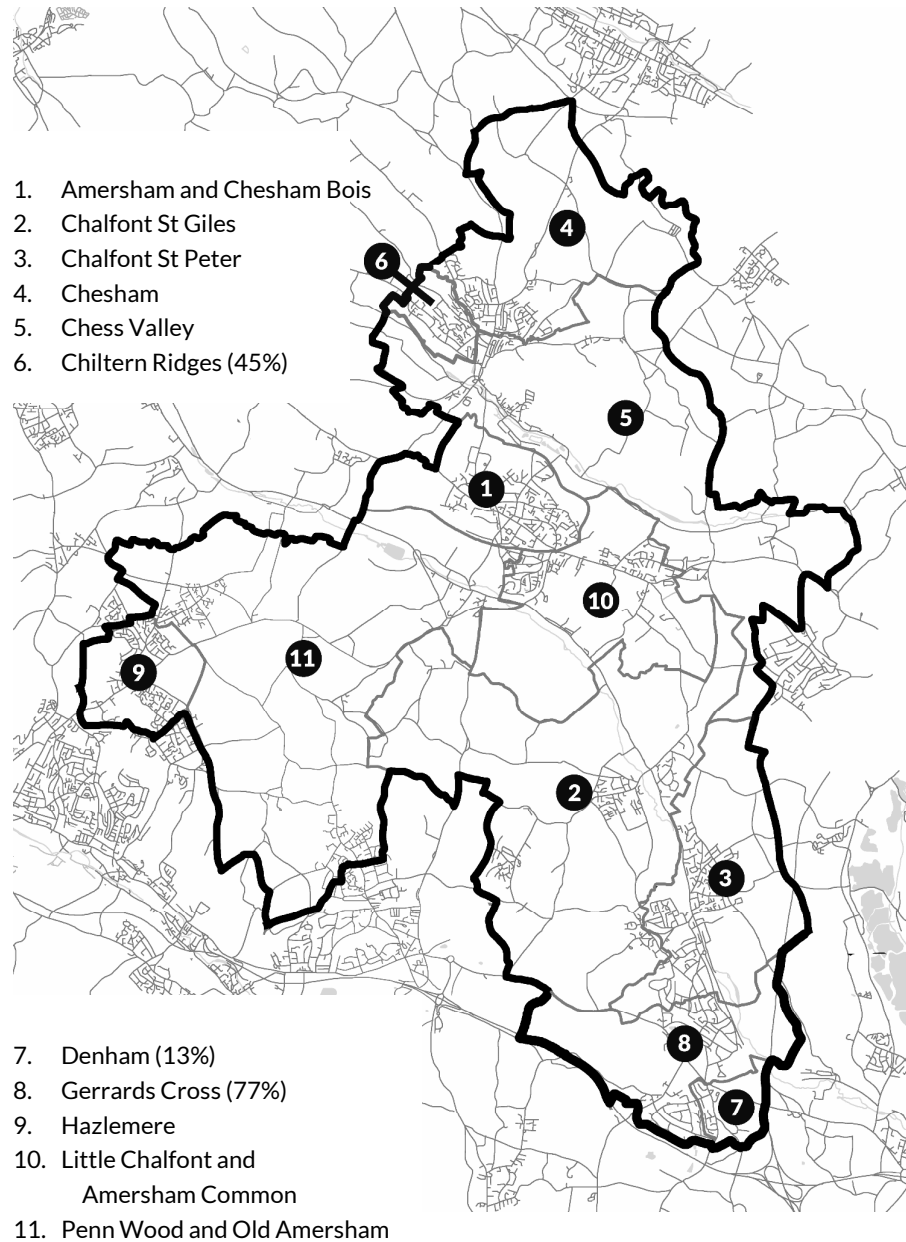 1. Amersham and Chesham Bois
2. Chalfont St Giles
3. Chalfont St Peter
4. Chesham
5. Chess Valley
6. Chiltern Ridges (45%)
4
6
5
1
10
11
9
2
3
8
7
7. Denham (13%)
8. Gerrards Cross (77%)
9. Hazlemere
10. Little Chalfont and
Amersham Common
11. Penn Wood and Old Amersham